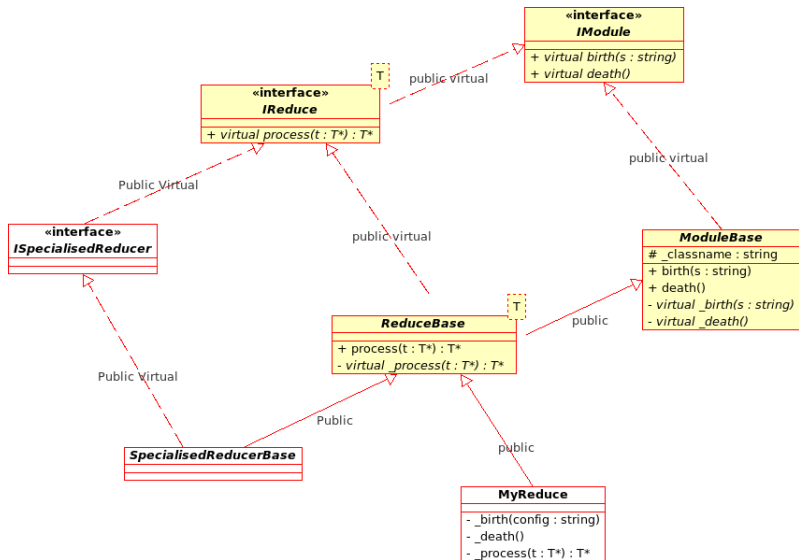 «interface»
IModule
+ virtual birth(s : string)
+ virtual death()
public virtual
T
«interface»
IReduce
+ virtual process(t : T*) : T*
public virtual
Public Virtual
«interface»
ISpecialisedReducer
public virtual
ModuleBase
# _classname : string
+ birth(s : string)
+ death()
- virtual _birth(s : string)
- virtual _death()
T
ReduceBase
+ process(t : T*) : T*
- virtual _process(t : T*) : T*
public
Public Virtual
Public
public
SpecialisedReducerBase
MyReduce
- _birth(config : string)
- _death()
- _process(t : T*) : T*